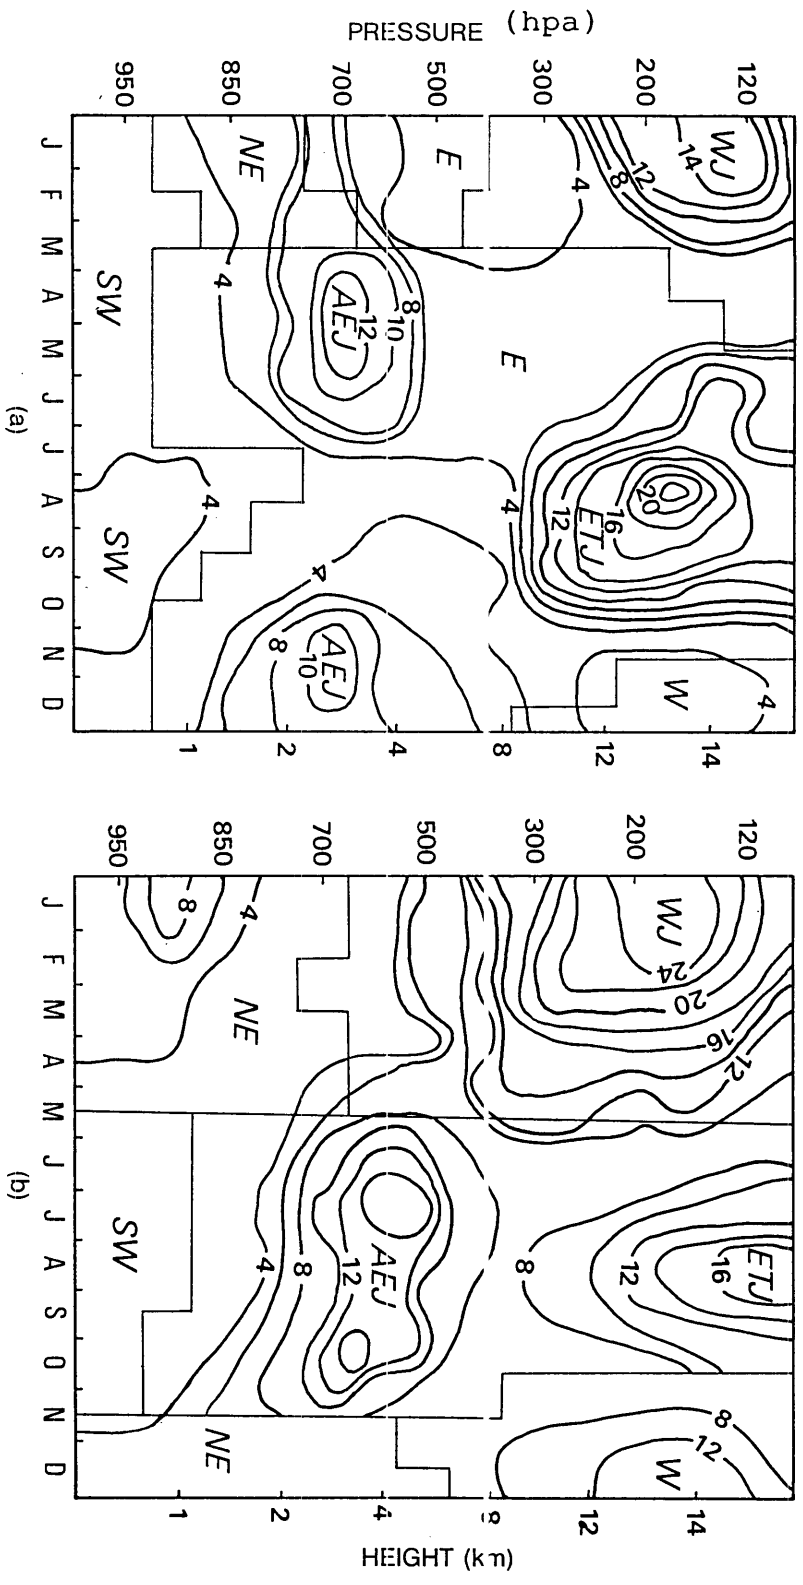 PRESSURE (hpa)
950 850 700 500 300 200 120
J F M A M J J A S O N D
NE E WJ
14
12
8
4
4
SW
AEJ
12
10
8
E
20
16
ETJ
12
4
4
SW
4
AEJ
10
8
W
4
1 2 4 8 12 14
(a)
950 850 700 500 300 200 120
J F M A M J J A S O N D
8
4
NE
WJ
24
20
16
12
SW
4
8
12
AEJ
8
12
16
ETJ
NE
8
12
W
1 2 4 8 12 14
(b)
HEIGHT (km)